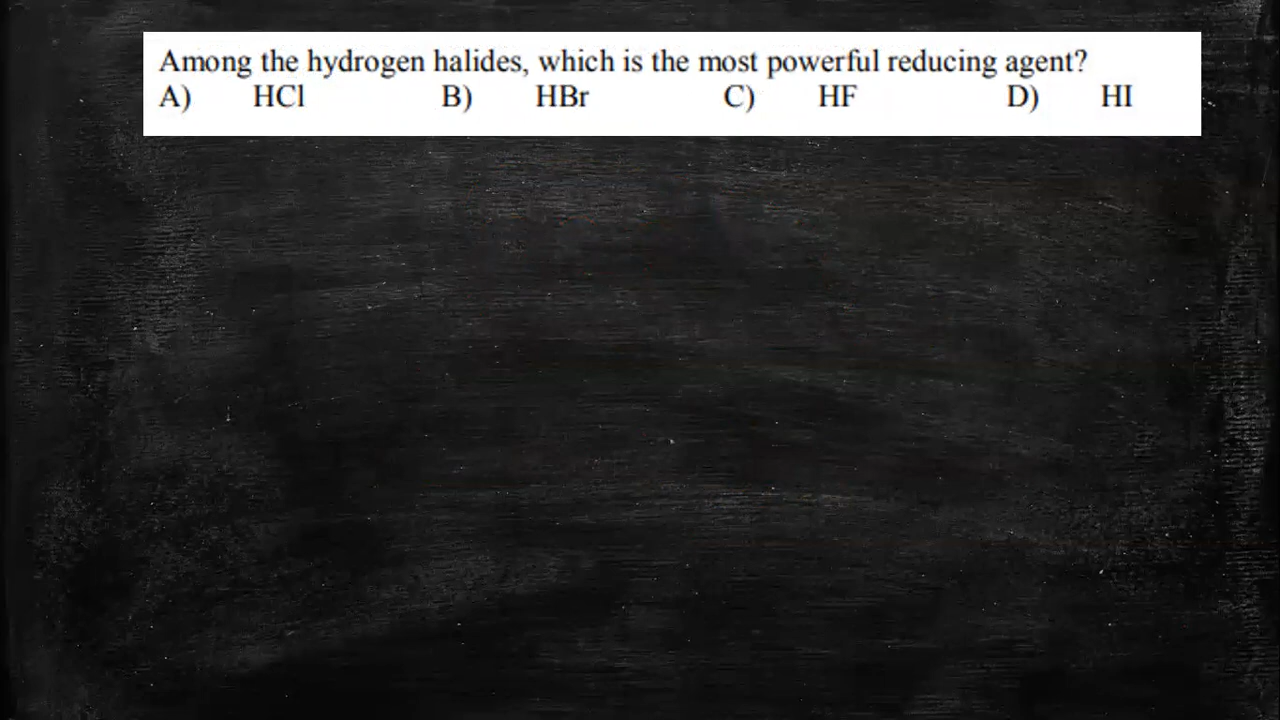 Among the hydrogen halides, which is the most powerful reducing agent?
A) HCl B) HBr C) HF D) HI